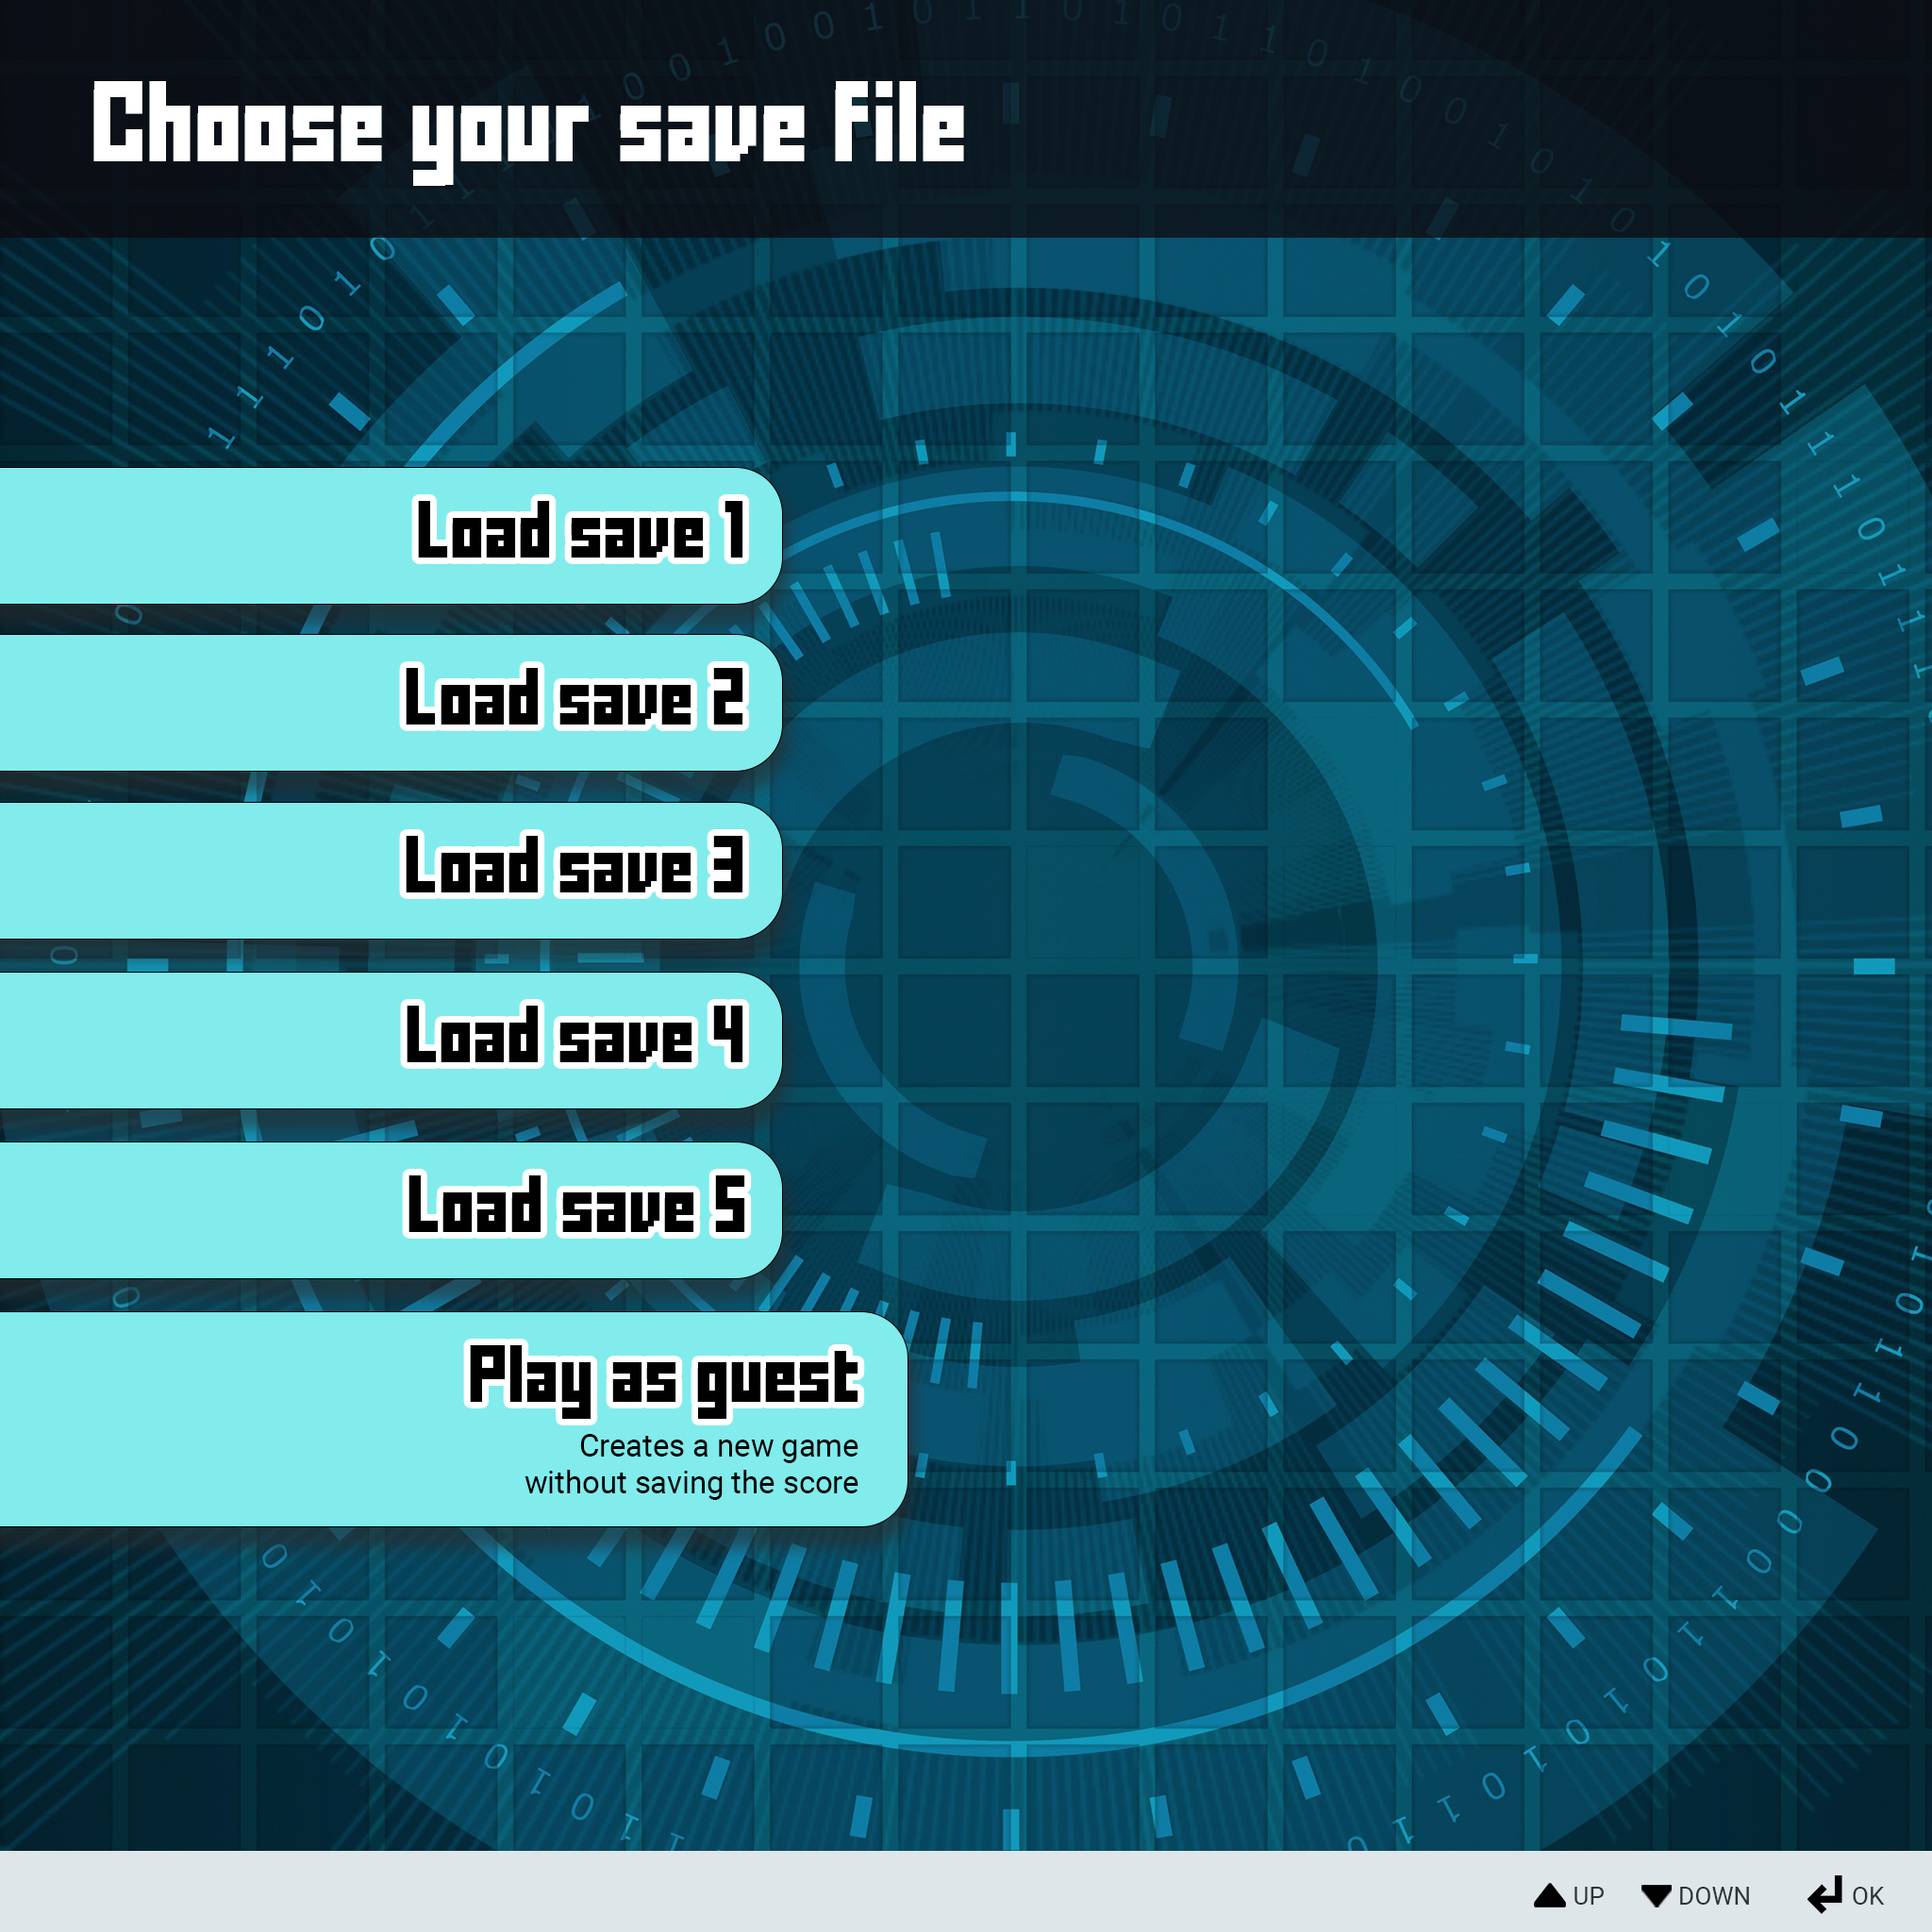 Choose your save file
Load save 1
Load save 2
Load save 3
Load save 4
Load save 5
Play as guest
Creates a new game
without saving the score
UP DOWN OK